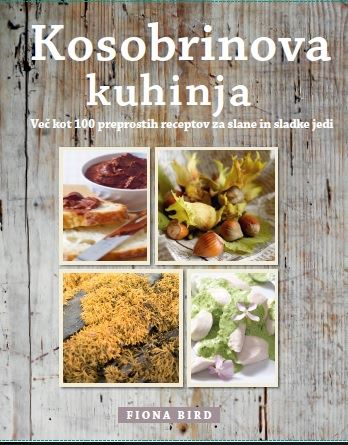 Kosobrinova
kuhinja
Več kot 100 preprostih receptov za slane in sladke jedi
FIONA BIRD